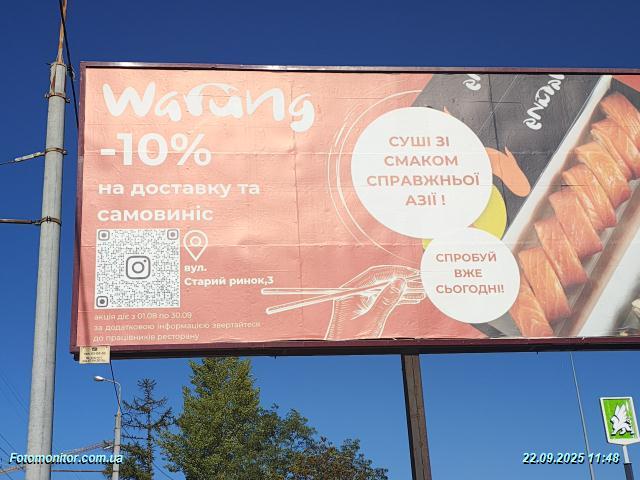 Warung
-10%
на доставку та
самовиніс
вул.
Старий ринок,3
акція діє з 01.09 по 30.09
за додатковою інформацією звертайтеся
до працівників ресторану
СУШІ ЗІ
СМАКОМ
СПРАВЖНЬОЇ
АЗІЇ !
СПРОБУЙ
ВЖЕ
СЬОГОДНІ!
Fotomonitor.com.ua
22.09.2025 11:48